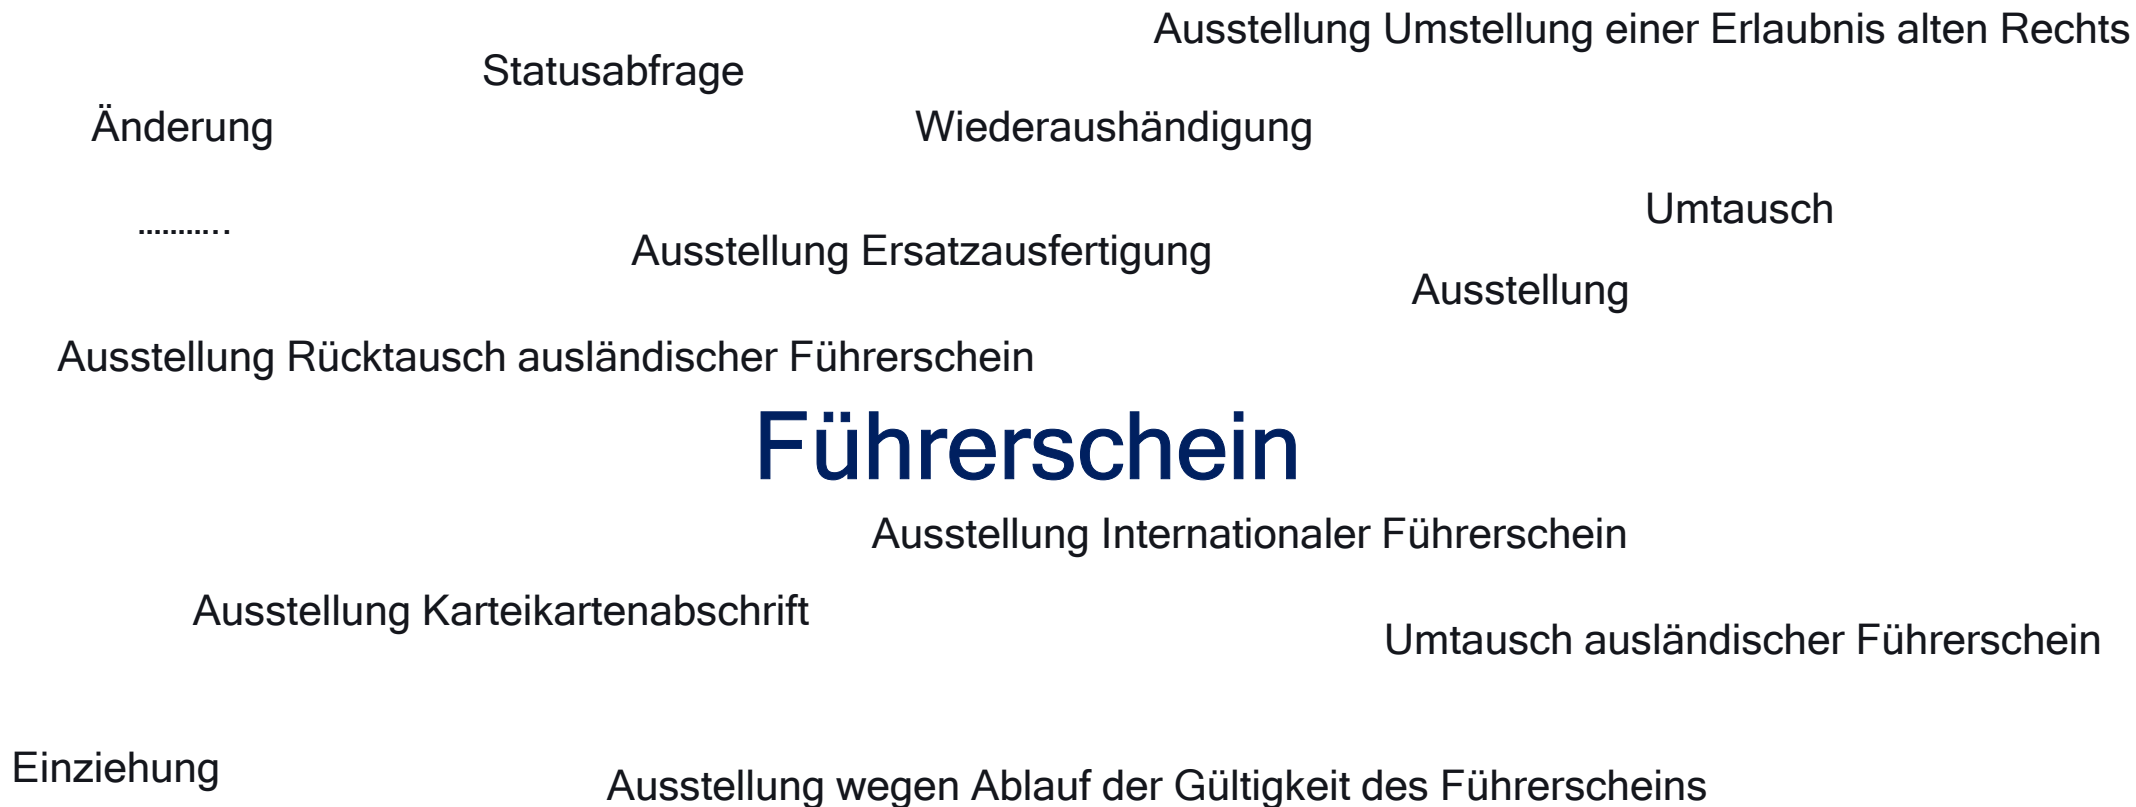 Ausstellung Umstellung einer Erlaubnis alten Rechts
Statusabfrage
Änderung
Wiederaushändigung
Umtausch
...........
Ausstellung Ersatzausfertigung
Ausstellung
Ausstellung Rücktausch ausländischer Führerschein
Führerschein
Ausstellung Internationaler Führerschein
Ausstellung Karteikartenabschrift
Umtausch ausländischer Führerschein
Einziehung
Ausstellung wegen Ablauf der Gültigkeit des Führerscheins